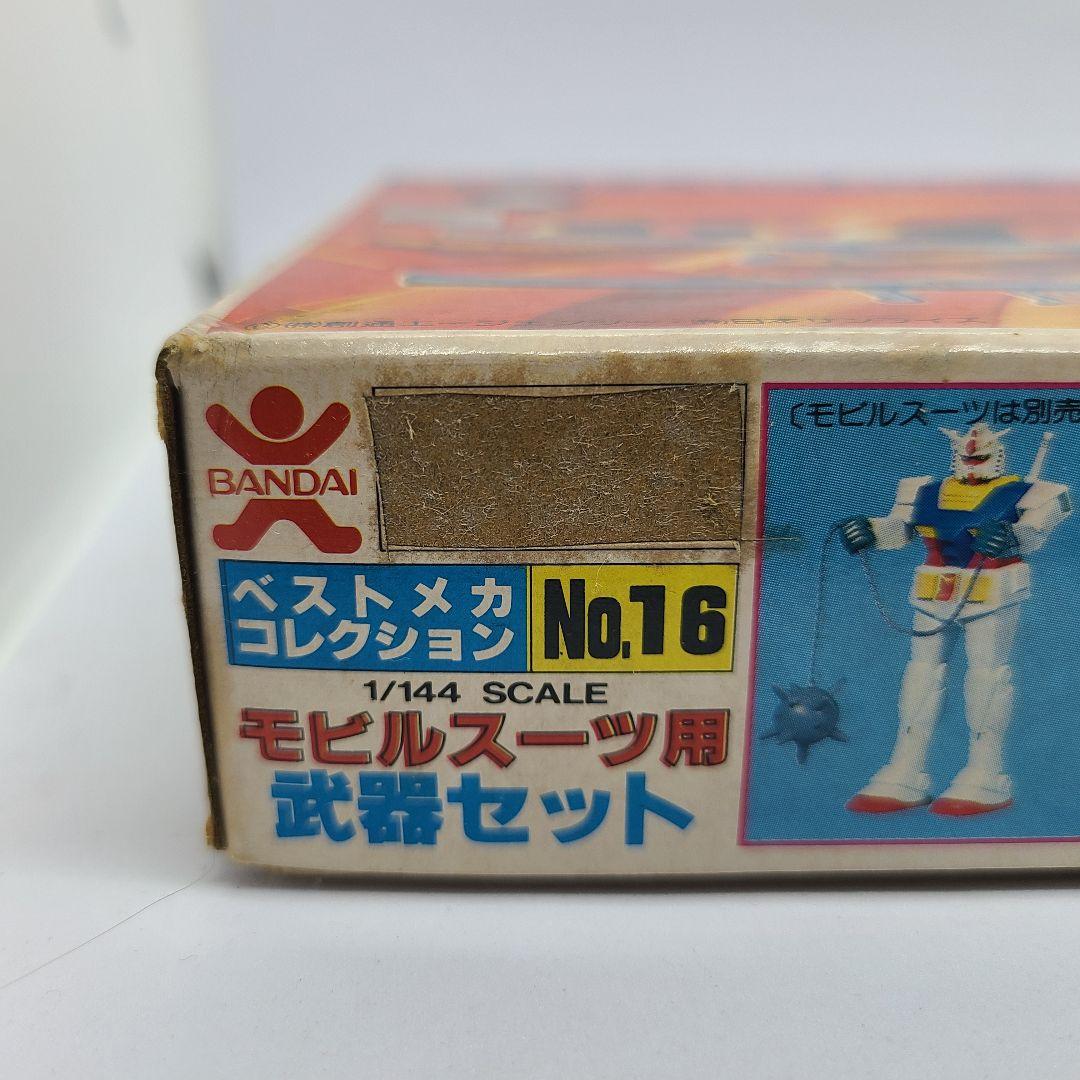 BANDAI
ベストメカ
コレクション
No.16
1/144 SCALE
モビルスーツ用
武器セット
〔モビルスーツは別売